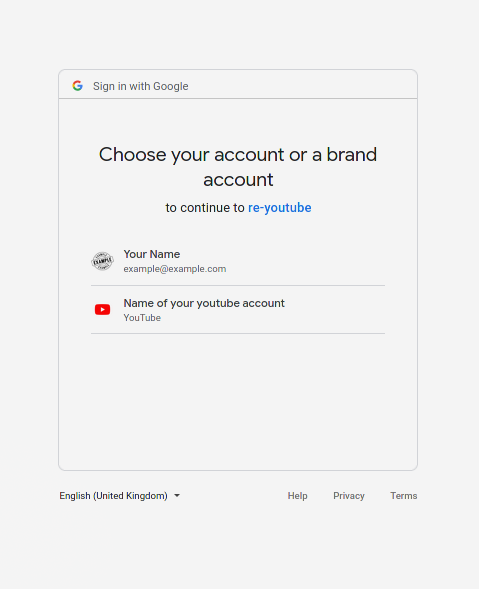 Sign in with Google
Choose your account or a brand
account
to continue to re-youtube
EXAMPLE
Your Name
example@example.com
Name of your youtube account
YouTube
English (United Kingdom)
Help Privacy Terms